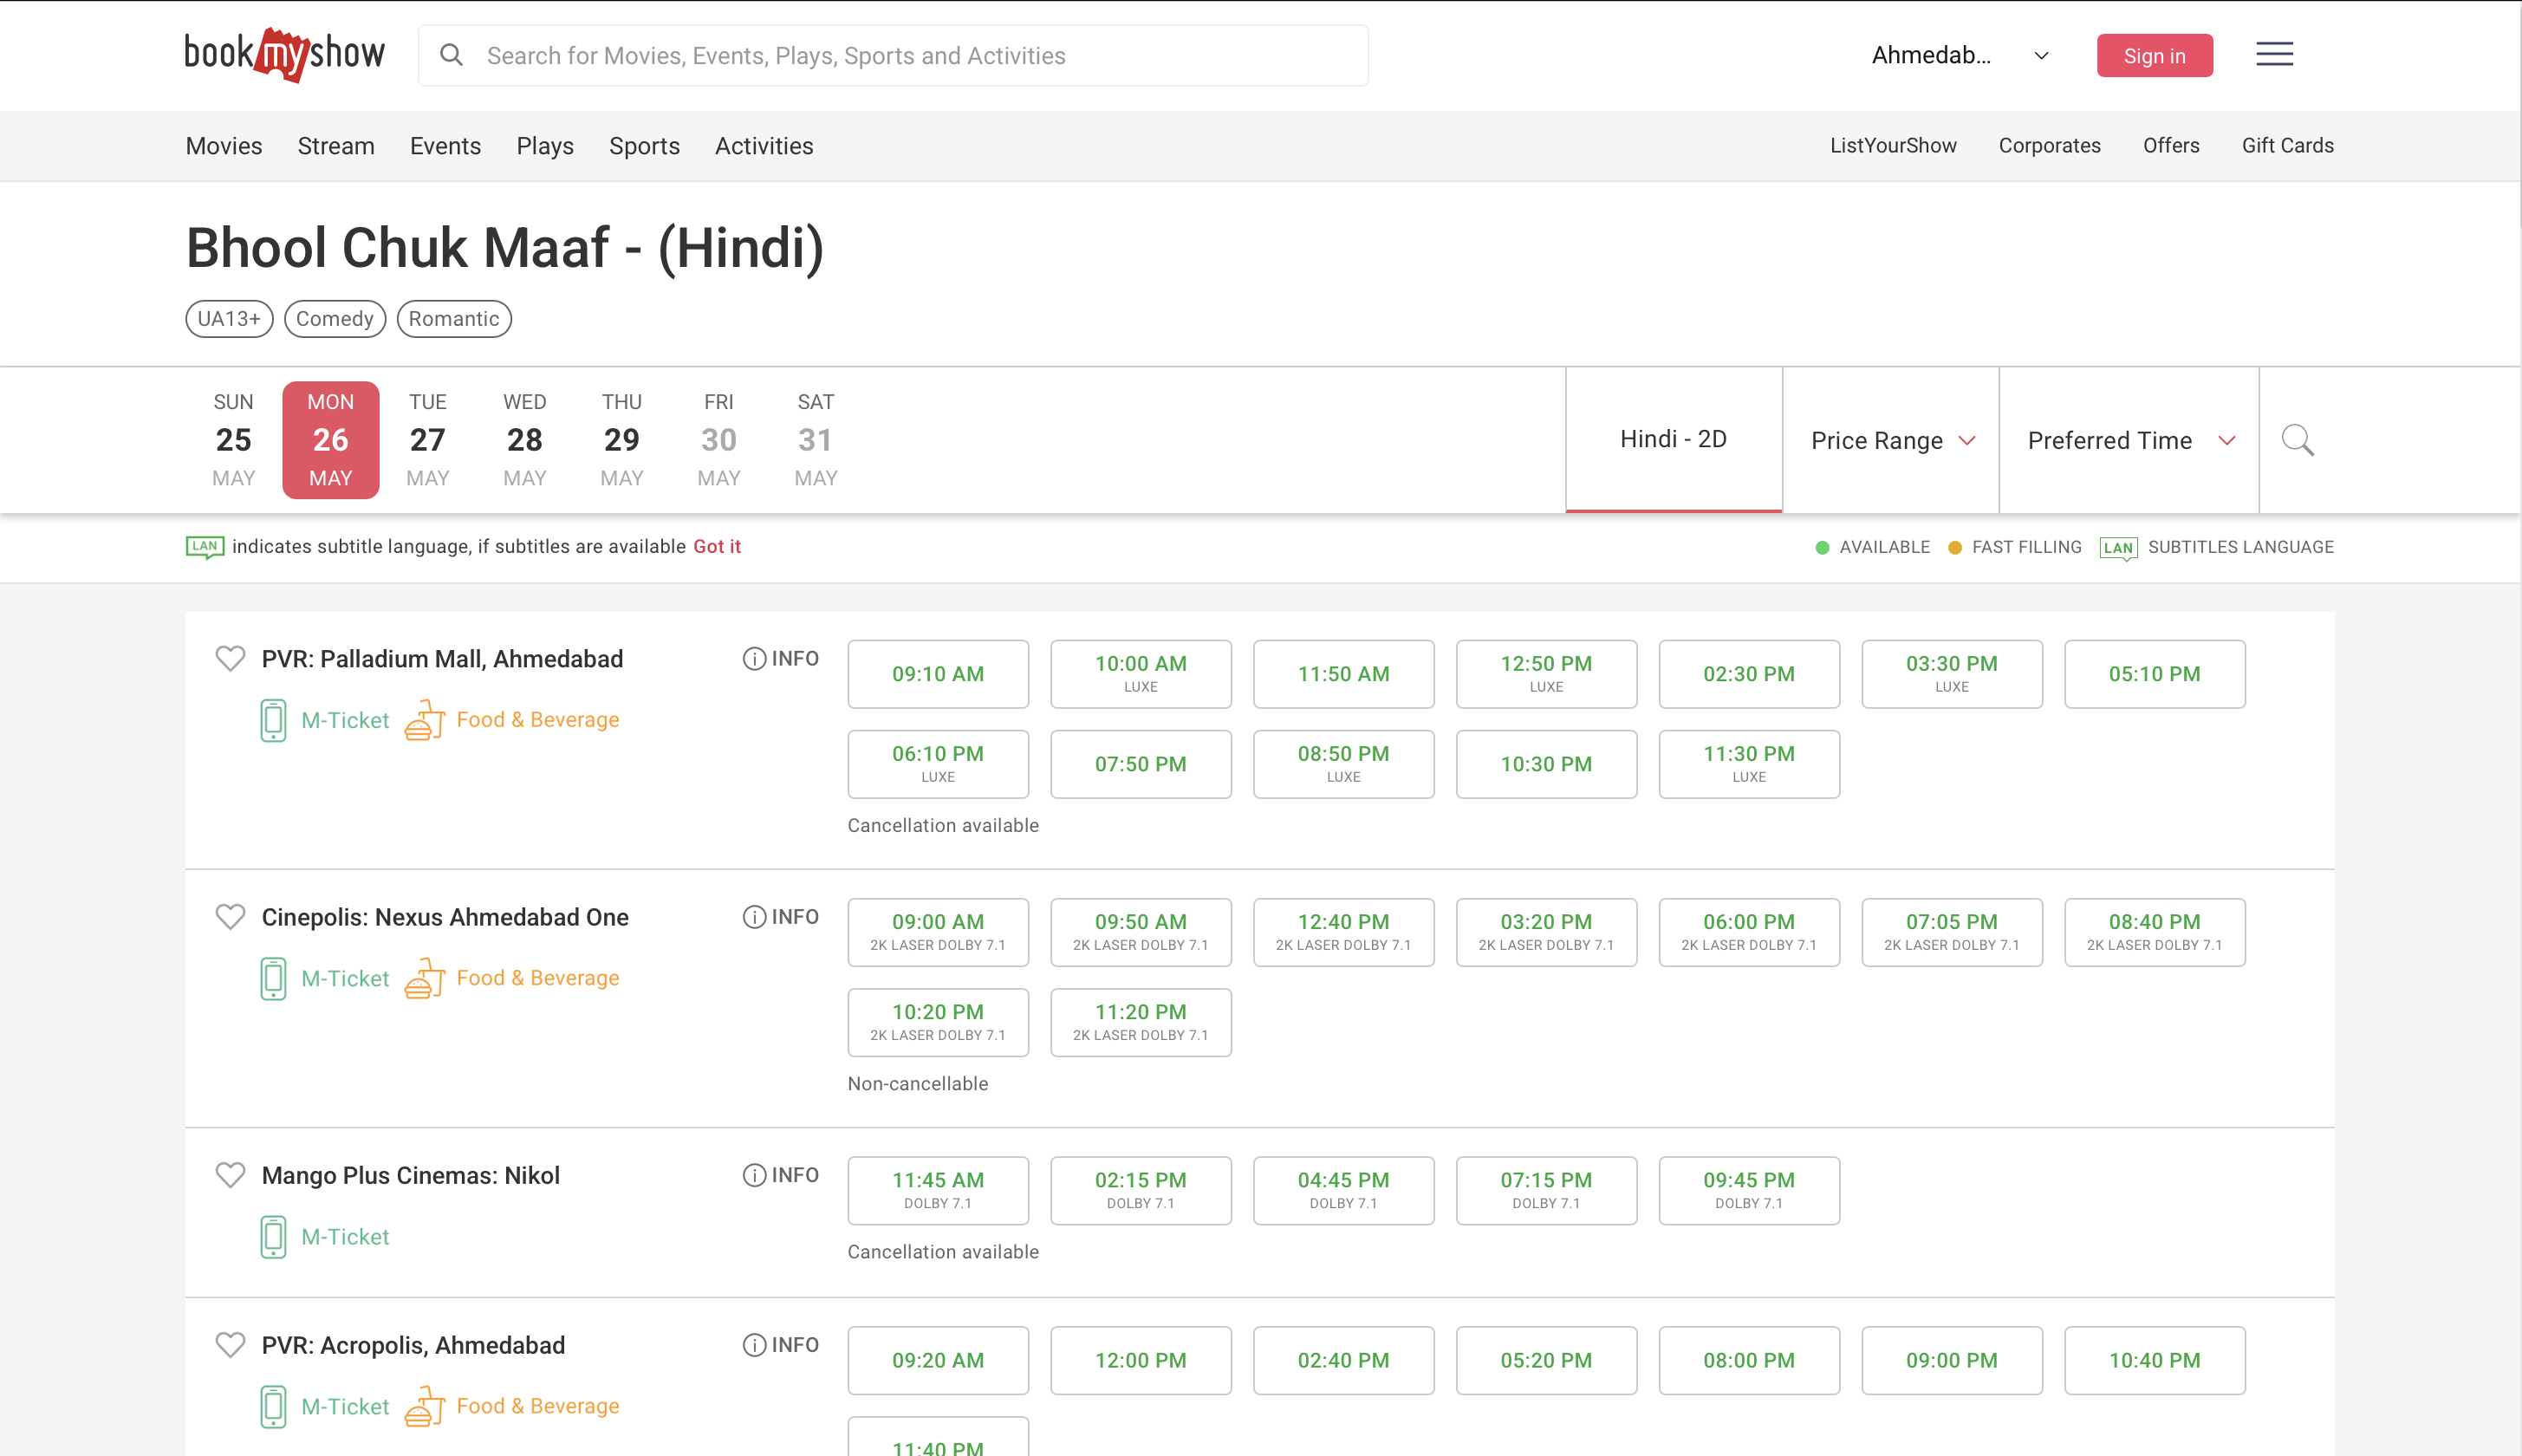 bookmyshow
Search for Movies, Events, Plays, Sports and Activities
Ahmedab...
Sign in
Movies Stream Events Plays Sports Activities
ListYourShow Corporates Offers Gift Cards
Bhool Chuk Maaf - (Hindi)
UA13+ Comedy Romantic
SUN MON TUE WED THU FRI SAT
25 26 27 28 29 30 31
MAY MAY MAY MAY MAY MAY MAY
Hindi - 2D Price Range Preferred Time
LAN indicates subtitle language, if subtitles are available Got it
AVAILABLE FAST FILLING LAN SUBTITLES LANGUAGE
PVR: Palladium Mall, Ahmedabad
INFO
M-Ticket Food & Beverage
09:10 AM 10:00 AM 11:50 AM 12:50 PM 02:30 PM 03:30 PM 05:10 PM
LUXE LUXE LUXE
06:10 PM 07:50 PM 08:50 PM 10:30 PM 11:30 PM
LUXE LUXE LUXE
Cancellation available
Cinepolis: Nexus Ahmedabad One
INFO
M-Ticket Food & Beverage
09:00 AM 09:50 AM 12:40 PM 03:20 PM 06:00 PM 07:05 PM 08:40 PM
2K LASER DOLBY 7.1 2K LASER DOLBY 7.1 2K LASER DOLBY 7.1 2K LASER DOLBY 7.1 2K LASER DOLBY 7.1 2K LASER DOLBY 7.1 2K LASER DOLBY 7.1
10:20 PM 11:20 PM
2K LASER DOLBY 7.1 2K LASER DOLBY 7.1
Non-cancellable
Mango Plus Cinemas: Nikol
INFO
M-Ticket
11:45 AM 02:15 PM 04:45 PM 07:15 PM 09:45 PM
DOLBY 7.1 DOLBY 7.1 DOLBY 7.1 DOLBY 7.1 DOLBY 7.1
Cancellation available
PVR: Acropolis, Ahmedabad
INFO
M-Ticket Food & Beverage
09:20 AM 12:00 PM 02:40 PM 05:20 PM 08:00 PM 09:00 PM 10:40 PM
11:40 PM